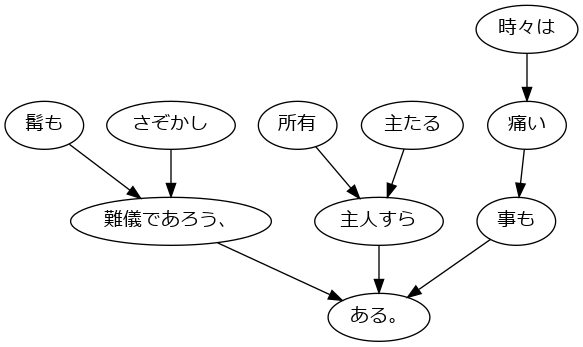 時々は
髯も
さぞかし
所有
主たる
痛い
難儀であろう、
主人すら
事も
ある。